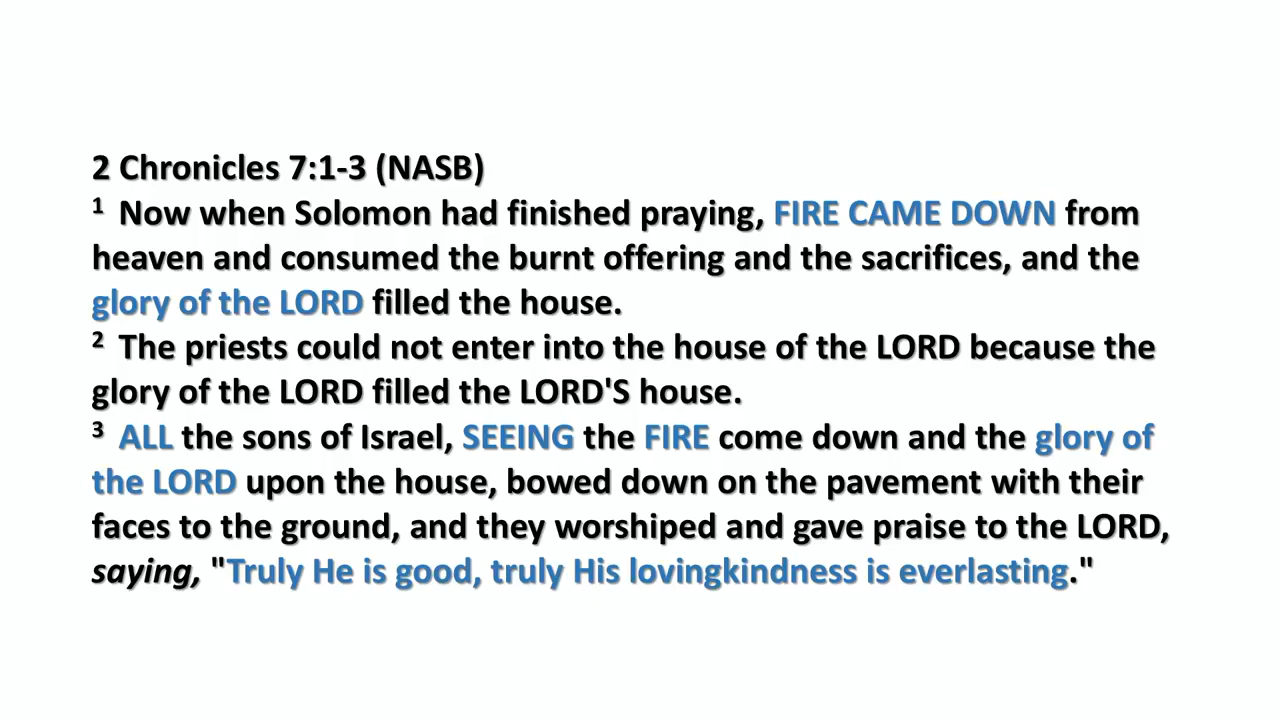 2 Chronicles 7:1-3 (NASB)
1 Now when Solomon had finished praying, FIRE CAME DOWN from
heaven and consumed the burnt offering and the sacrifices, and the
glory of the LORD filled the house.
2 The priests could not enter into the house of the LORD because the
glory of the LORD filled the LORD'S house.
3 ALL the sons of Israel, SEEING the FIRE come down and the glory of
the LORD upon the house, bowed down on the pavement with their
faces to the ground, and they worshiped and gave praise to the LORD,
saying, "Truly He is good, truly His lovingkindness is everlasting."